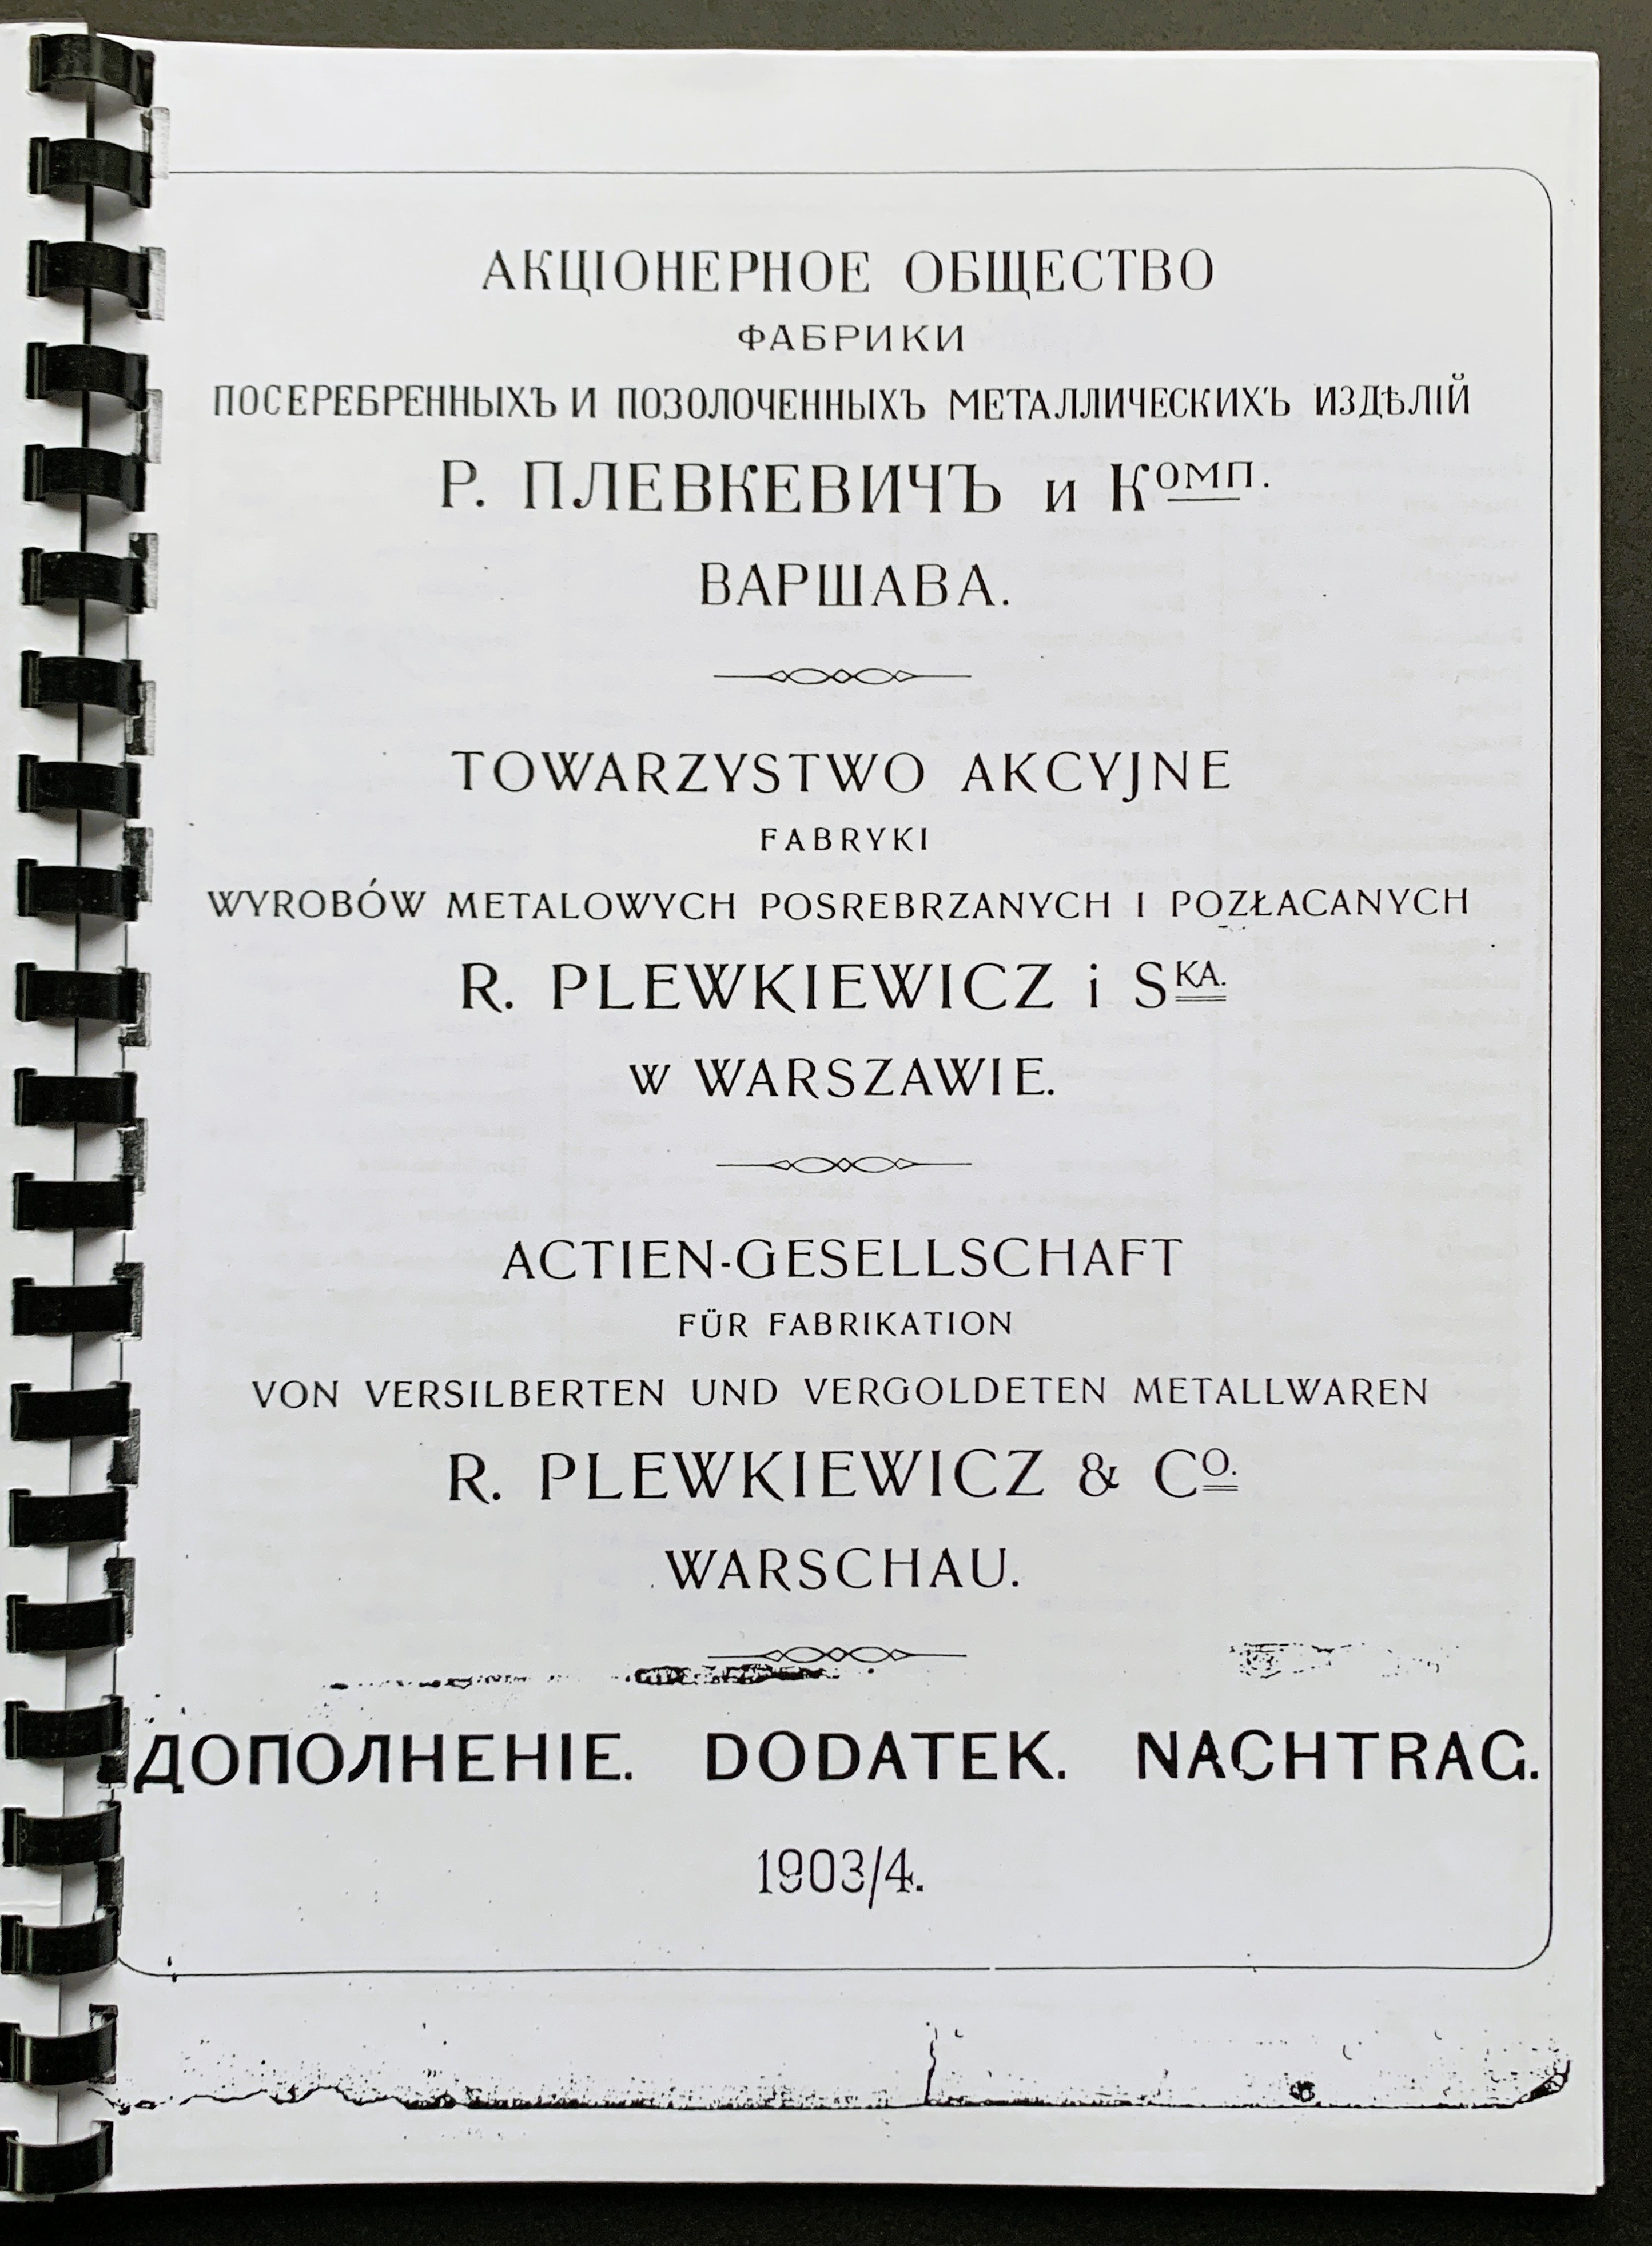 АКЦІОНЕРНОЕ ОБЩЕСТВО
ФАБРИКИ
ПОСЕРЕБРЕННЫХЪ И ПОЗОЛОЧЕННЫХЪ МЕТАЛЛИЧЕСКИХЪ ИЗДѢЛІЙ
Р. ПЛЕВКЕВИЧЪ и КОМП.
ВАРШАВА.
TOWARZYSTWO AKCYJNE
FABRYKI
WYROBÓW METALOWYCH POSREBRZANYCH I POZŁACANYCH
R. PLEWKIEWICZ i SKA.
W WARSZAWIE.
ACTIEN-GESELLSCHAFT
FÜR FABRIKATION
VON VERSILBERTEN UND VERGOLDETEN METALLWAREN
R. PLEWKIEWICZ & CO.
WARSCHAU.
ДОПОЛНЕНІЕ. DODATEK. NACHTRAG.
1903/4.